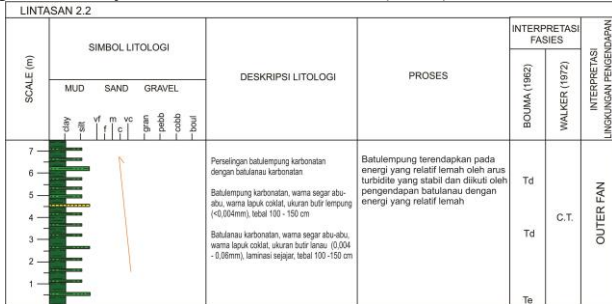 LINTASAN 2.2
SCALE (m)
SIMBOL LITOLOGI
MUD SAND GRAVEL
clay
silt
vf
f
m
c
vc
gran
pebb
cobb
boul
DESKRIPSI LITOLOGI
PROSES
INTERPRETASI
FASIES
BOUMA (1962)
WALKER (1972)
INTERPRETASI
LINGKUNGAN PENGENDAPAN
7
6
5
4
3
2
1
Perselingan batulempung karbonatan
dengan batulanau karbonatan
Batulempung karbonatan, warna segar abu-
abu, warna lapuk coklat, ukuran butir lempung
(<0,004mm), tebal 100 - 150 cm
Batulanau karbonatan, warna segar abu-abu,
warna lapuk coklat, ukuran butir lanau (0,004
- 0,06mm), laminasi sejajar, tebal 100 -150 cm
Batulempung terendapkan pada
energi yang relatif lemah oleh arus
turbidite yang stabil dan diikuti oleh
pengendapan batulanau dengan
energi yang relatif lemah
Td
Td
Te
C.T.
OUTER FAN